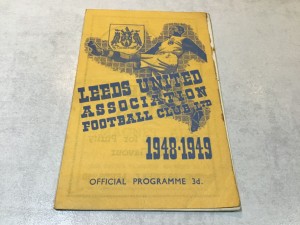 LEEDS UNITED
ASSOCIATION
FOOTBALL CLUB, LTD
1948-1949
OFFICIAL PROGRAMME 3d.